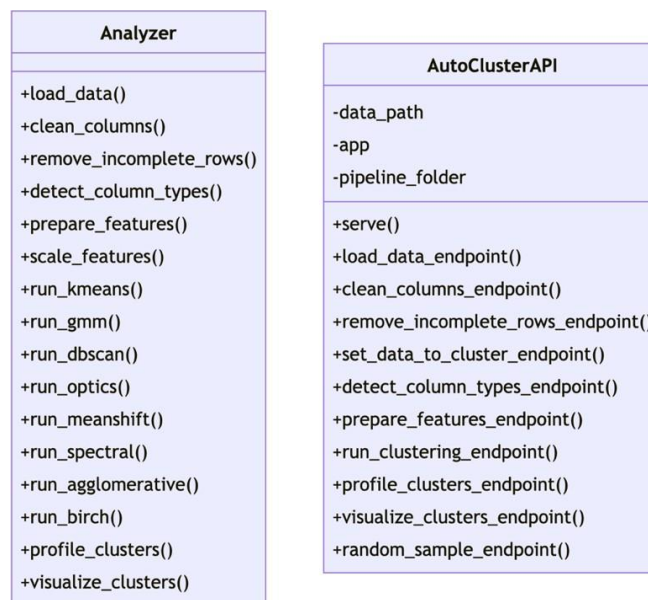 Analyzer
+load_data()
+clean_columns()
+remove_incomplete_rows()
+detect_column_types()
+prepare_features()
+scale_features()
+run_kmeans()
+run_gmm()
+run_dbscan()
+run_optics()
+run_meanshift()
+run_spectral()
+run_agglomerative()
+run_birch()
+profile_clusters()
+visualize_clusters()
AutoClusterAPI
-data_path
-app
-pipeline_folder
+serve()
+load_data_endpoint()
+clean_columns_endpoint()
+remove_incomplete_rows_endpoint()
+set_data_to_cluster_endpoint()
+detect_column_types_endpoint()
+prepare_features_endpoint()
+run_clustering_endpoint()
+profile_clusters_endpoint()
+visualize_clusters_endpoint()
+random_sample_endpoint()